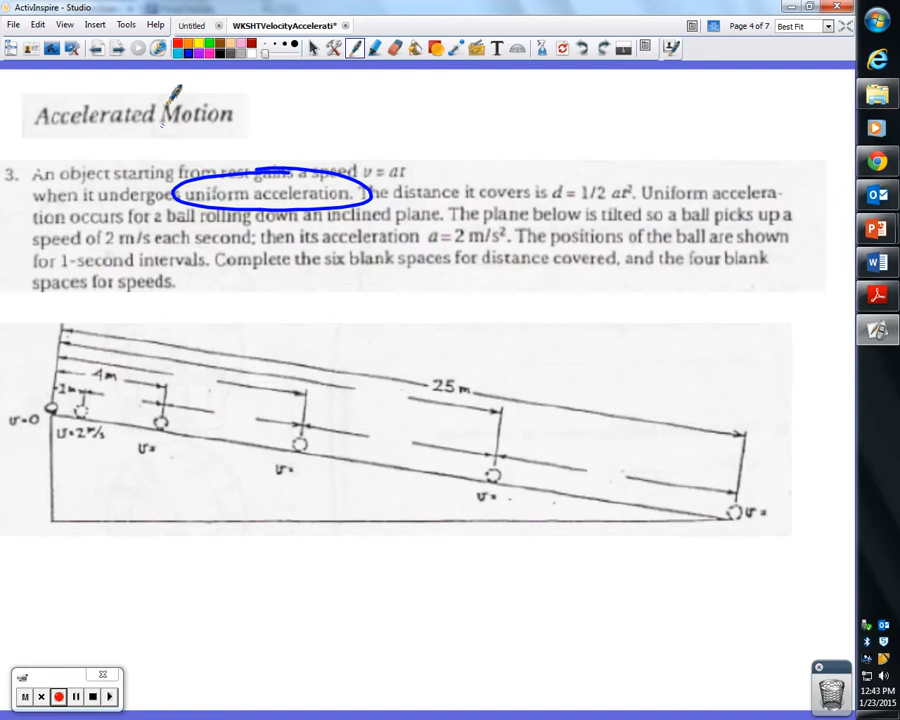 ActivInspire - Studio
File Edit View Insert Tools Help
Untitled
WKSHTVelocityAccelerati*
Page 4 of 7
Best Fit
Accelerated Motion
3. An object starting from rest gains a speed v = at
when it undergoes uniform acceleration. The distance it covers is d = 1/2 at². Uniform accelera-
tion occurs for a ball rolling down an inclined plane. The plane below is tilted so a ball picks up a
speed of 2 m/s each second; then its acceleration a = 2 m/s². The positions of the ball are shown
for 1-second intervals. Complete the six blank spaces for distance covered, and the four blank
spaces for speeds.
4m
25 m
1m
v=0
v=2m/s
v=
v=
v=
v=
M
12:43 PM
1/23/2015